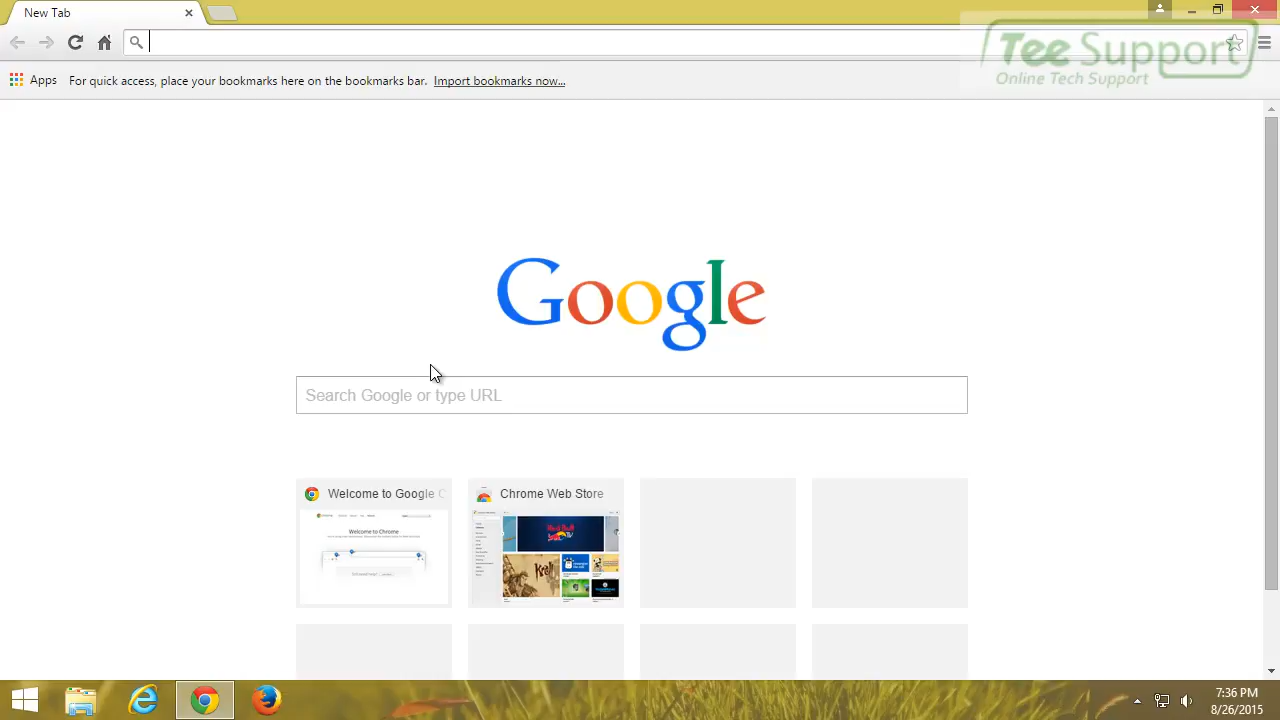 New Tab
Tee Support
Online Tech Support
Apps
For quick access, place your bookmarks here on the bookmarks bar. Import bookmarks now...
Google
Search Google or type URL
Welcome to Google C
Chrome Web Store
Welcome to Chrome
7:36 PM
8/26/2015